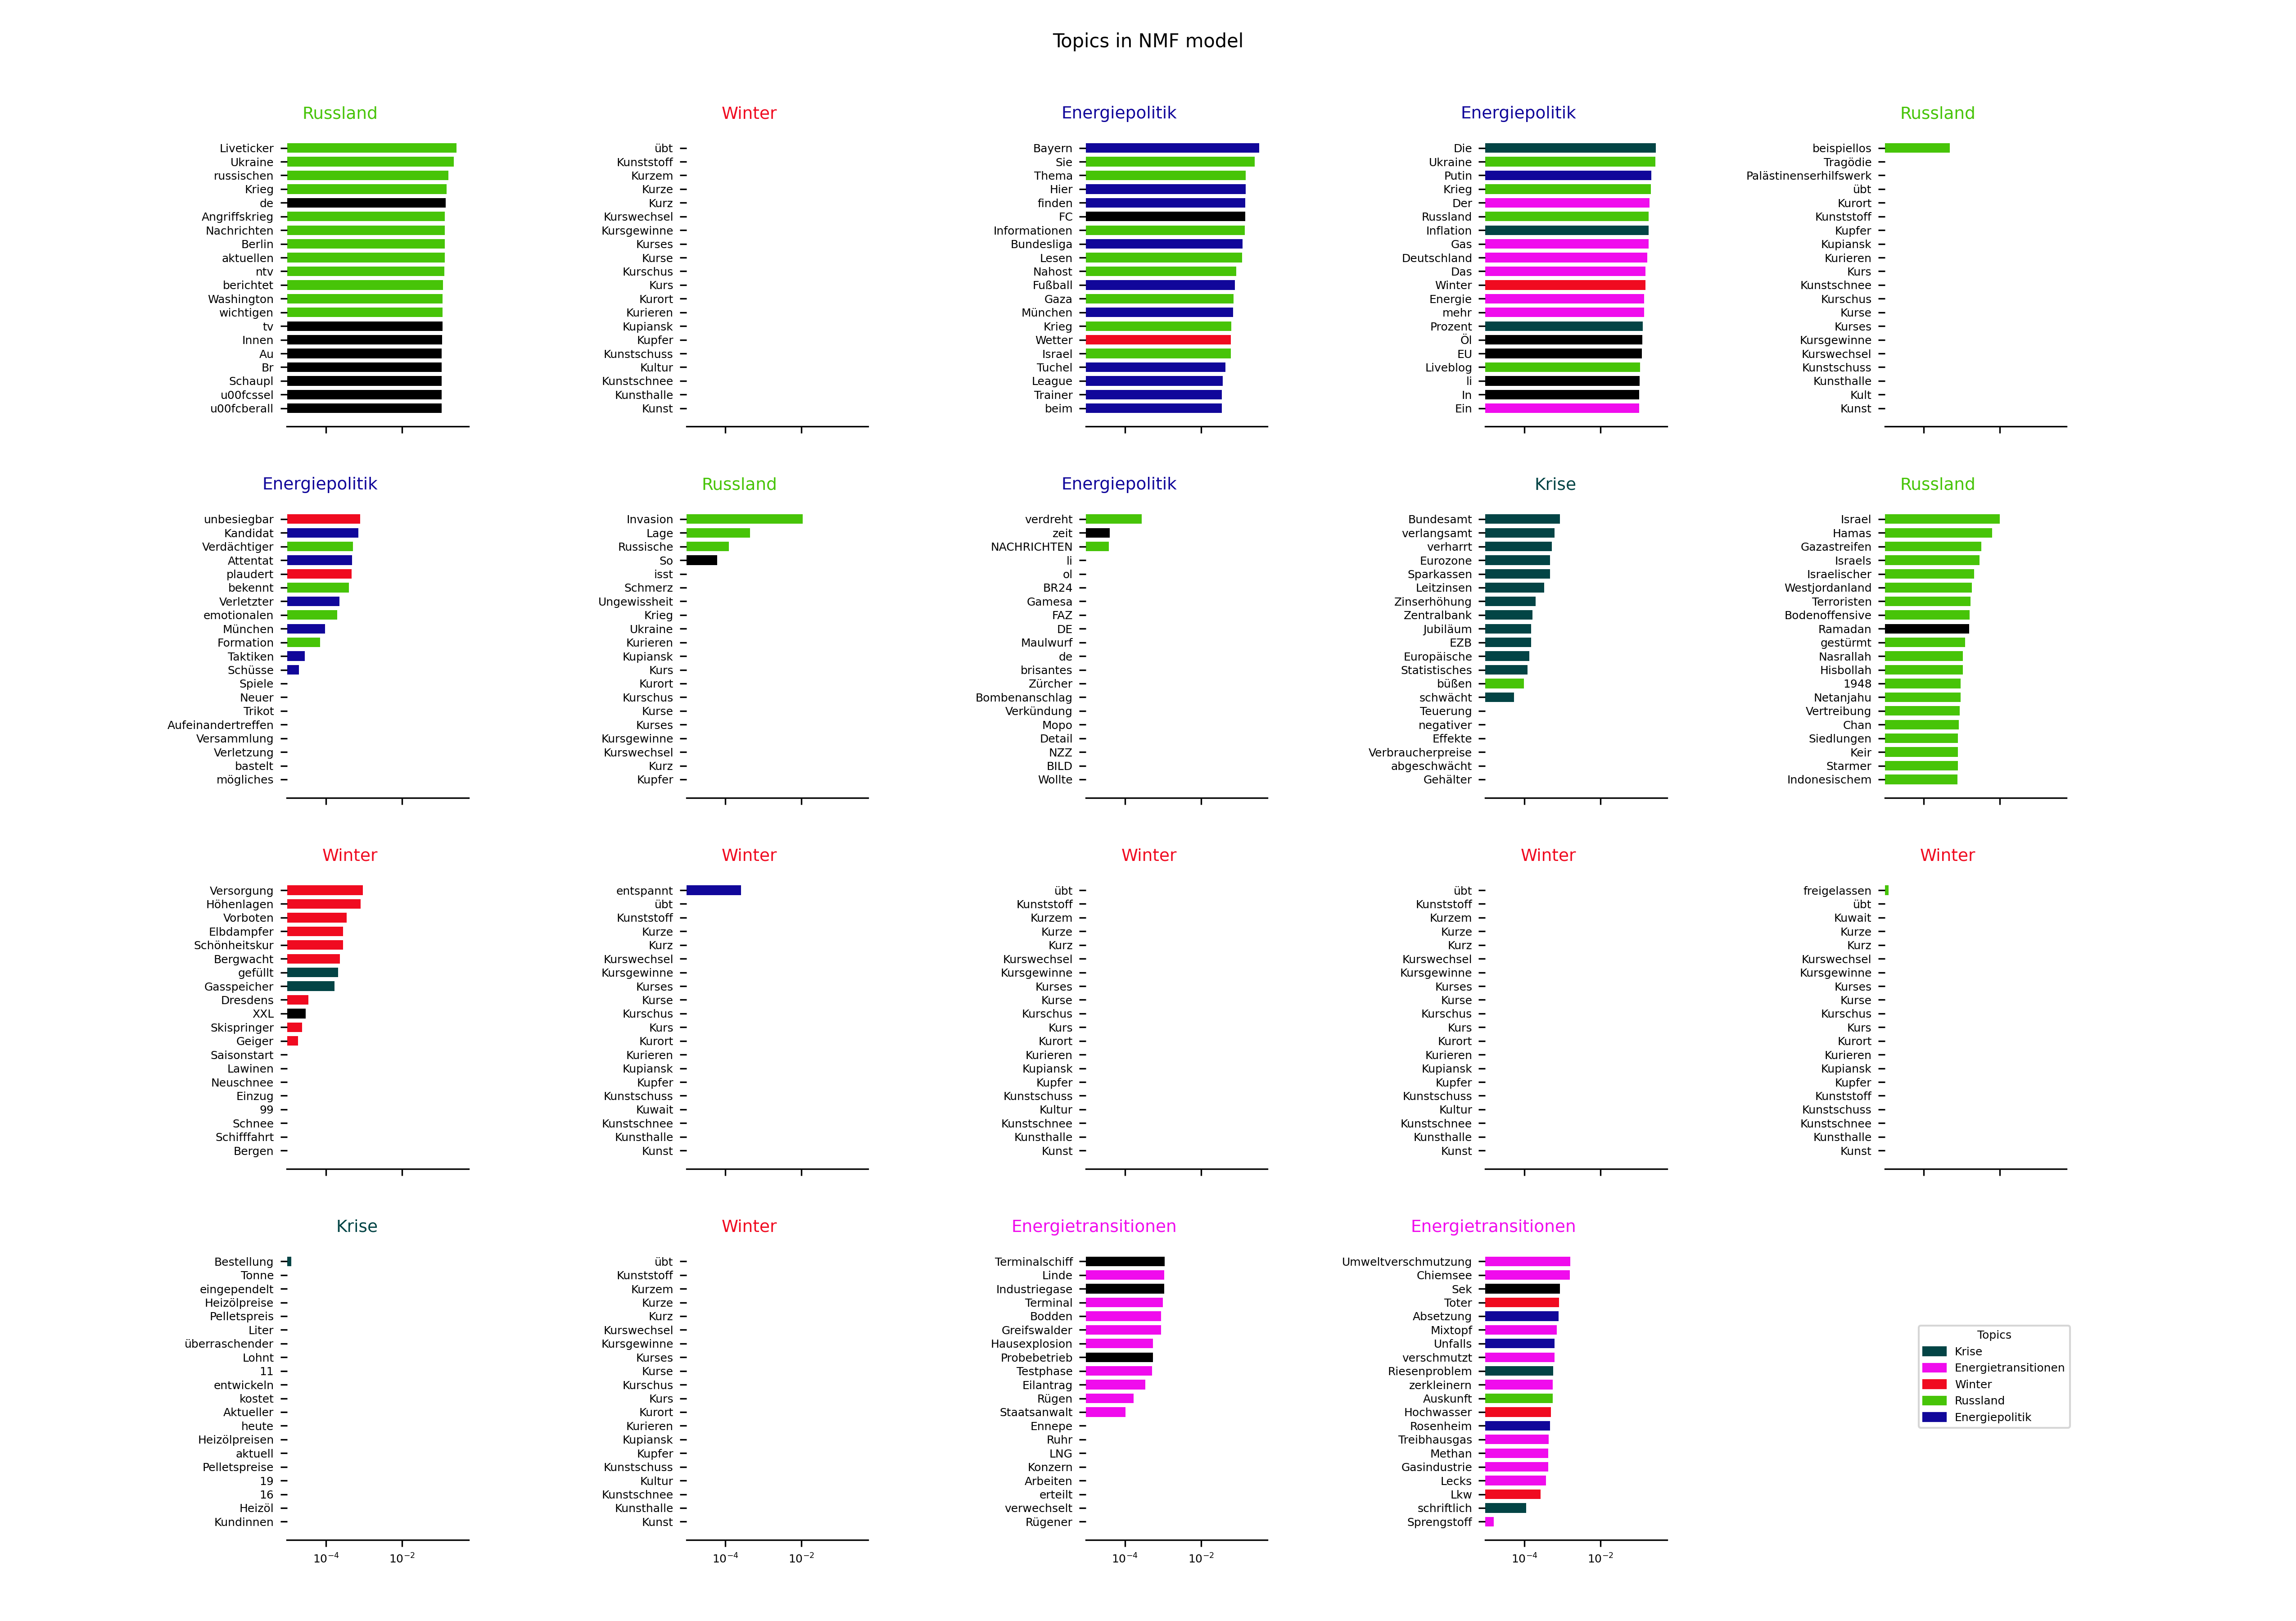 Topics in NMF model
Russland
Liveticker
Ukraine
russischen
Krieg
de
Angriffskrieg
Nachrichten
Berlin
aktuellen
ntv
berichtet
Washington
wichtigen
tv
Innen
Au
Br
Schaupl
u00fcssel
u00fcberall
Winter
übt
Kunststoff
Kurzem
Kurze
Kurz
Kurswechsel
Kursgewinne
Kurses
Kurse
Kurschus
Kurs
Kurort
Kurieren
Kupiansk
Kupfer
Kunstschuss
Kultur
Kunstschnee
Kunsthalle
Kunst
Energiepolitik
Bayern
Sie
Thema
Hier
finden
FC
Informationen
Bundesliga
Lesen
Nahost
Fußball
Gaza
München
Krieg
Wetter
Israel
Tuchel
League
Trainer
beim
Energiepolitik
Die
Ukraine
Putin
Krieg
Der
Russland
Inflation
Gas
Deutschland
Das
Winter
Energie
mehr
Prozent
Öl
EU
Liveblog
li
In
Ein
Russland
beispiellos
Tragödie
Palästinenserhilfswerk
übt
Kurort
Kunststoff
Kupfer
Kupiansk
Kurieren
Kurs
Kunstschnee
Kurschus
Kurse
Kurses
Kursgewinne
Kurswechsel
Kunstschuss
Kunsthalle
Kult
Kunst
Energiepolitik
unbesiegbar
Kandidat
Verdächtiger
Attentat
plaudert
bekennt
Verletzter
emotionalen
München
Formation
Taktiken
Schüsse
Spiele
Neuer
Trikot
Aufeinandertreffen
Versammlung
Verletzung
bastelt
mögliches
Russland
Invasion
Lage
Russische
So
isst
Schmerz
Ungewissheit
Krieg
Ukraine
Kurieren
Kupiansk
Kurs
Kurort
Kurschus
Kurse
Kurses
Kursgewinne
Kurswechsel
Kurz
Kupfer
Energiepolitik
verdreht
zeit
NACHRICHTEN
li
ol
BR24
Gamesa
FAZ
DE
Maulwurf
de
brisantes
Zürcher
Bombenanschlag
Verkündung
Mopo
Detail
NZZ
BILD
Wollte
Krise
Bundesamt
verlangsamt
verharrt
Eurozone
Sparkassen
Leitzinsen
Zinserhöhung
Zentralbank
Jubiläum
EZB
Europäische
Statistisches
büßen
schwächt
Teuerung
negativer
Effekte
Verbraucherpreise
abgeschwächt
Gehälter
Russland
Israel
Hamas
Gazastreifen
Israels
Israelischer
Westjordanland
Terroristen
Bodenoffensive
Ramadan
gestürmt
Nasrallah
Hisbollah
1948
Netanjahu
Vertreibung
Chan
Siedlungen
Keir
Starmer
Indonesischem
Winter
Versorgung
Höhenlagen
Vorboten
Elbdampfer
Schönheitskur
Bergwacht
gefüllt
Gasspeicher
Dresdens
XXL
Skispringer
Geiger
Saisonstart
Lawinen
Neuschnee
Einzug
99
Schnee
Schifffahrt
Bergen
Winter
entspannt
übt
Kunststoff
Kurze
Kurz
Kurswechsel
Kursgewinne
Kurses
Kurse
Kurschus
Kurs
Kurort
Kurieren
Kupiansk
Kupfer
Kunstschuss
Kuwait
Kunstschnee
Kunsthalle
Kunst
Winter
übt
Kunststoff
Kurzem
Kurze
Kurz
Kurswechsel
Kursgewinne
Kurses
Kurse
Kurschus
Kurs
Kurort
Kurieren
Kupiansk
Kupfer
Kunstschuss
Kultur
Kunstschnee
Kunsthalle
Kunst
Winter
übt
Kunststoff
Kurzem
Kurze
Kurz
Kurswechsel
Kursgewinne
Kurses
Kurse
Kurschus
Kurs
Kurort
Kurieren
Kupiansk
Kupfer
Kunstschuss
Kultur
Kunstschnee
Kunsthalle
Kunst
Winter
freigelassen
übt
Kuwait
Kurze
Kurz
Kurswechsel
Kursgewinne
Kurses
Kurse
Kurschus
Kurs
Kurort
Kurieren
Kupiansk
Kupfer
Kunststoff
Kunstschuss
Kunstschnee
Kunsthalle
Kunst
Krise
Bestellung
Tonne
eingependelt
Heizölpreise
Pelletspreis
Liter
überraschender
Lohnt
11
entwickeln
kostet
Aktueller
heute
Heizölpreisen
aktuell
Pelletspreise
19
16
Heizöl
Kundinnen
10⁻⁴ 10⁻²
Winter
übt
Kunststoff
Kurzem
Kurze
Kurz
Kurswechsel
Kursgewinne
Kurses
Kurse
Kurschus
Kurs
Kurort
Kurieren
Kupiansk
Kupfer
Kunstschuss
Kultur
Kunstschnee
Kunsthalle
Kunst
10⁻⁴ 10⁻²
Energietransitionen
Terminalschiff
Linde
Industriegase
Terminal
Bodden
Greifswalder
Hausexplosion
Probebetrieb
Testphase
Eilantrag
Rügen
Staatsanwalt
Ennepe
Ruhr
LNG
Konzern
Arbeiten
erteilt
verwechselt
Rügener
10⁻⁴ 10⁻²
Energietransitionen
Umweltverschmutzung
Chiemsee
Sek
Toter
Absetzung
Mixtopf
Unfalls
verschmutzt
Riesenproblem
zerkleinern
Auskunft
Hochwasser
Rosenheim
Treibhausgas
Methan
Gasindustrie
Lecks
Lkw
schriftlich
Sprengstoff
10⁻⁴ 10⁻²
Topics
Krise
Energietransitionen
Winter
Russland
Energiepolitik